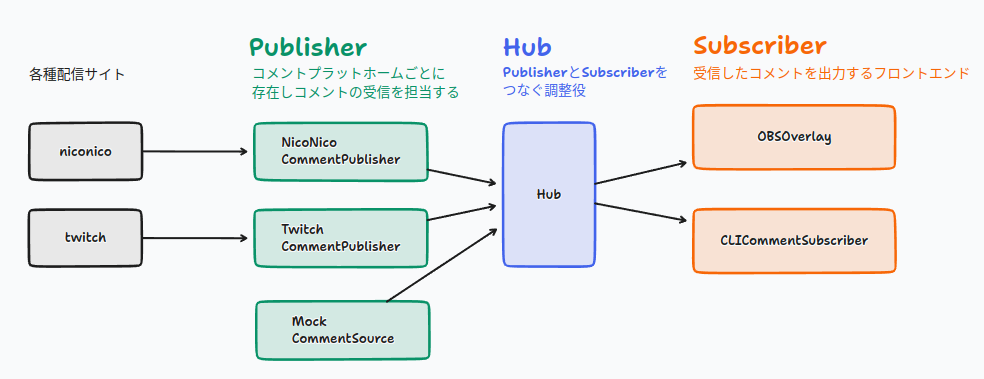 各種配信サイト
niconico
twitch
Publisher
コメントプラットホームごとに
存在しコメントの受信を担当する
NicoNico
CommentPublisher
Twitch
CommentPublisher
Mock
CommentSource
Hub
PublisherとSubscriberを
つなぐ調整役
Hub
Subscriber
受信したコメントを出力するフロントエンド
OBSOverlay
CLICommentSubscriber